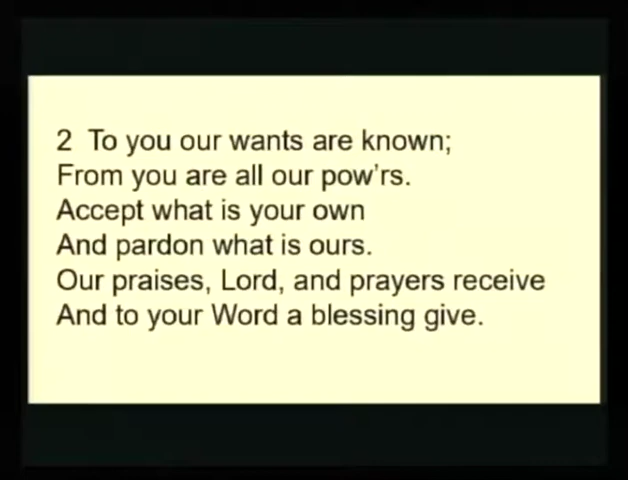 2 To you our wants are known;
From you are all our pow'rs.
Accept what is your own
And pardon what is ours.
Our praises, Lord, and prayers receive
And to your Word a blessing give.